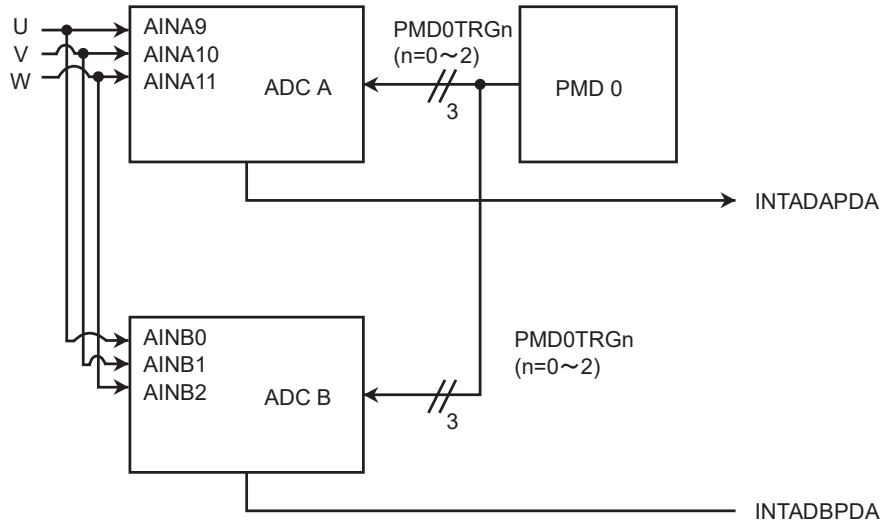 U
V
W
AINA9
AINA10
AINA11
ADC A
PMD0TRGn
(n=0～2)
3
PMD 0
INTADAPDA
AINB0
AINB1
AINB2
ADC B
PMD0TRGn
(n=0～2)
3
INTADBPDA